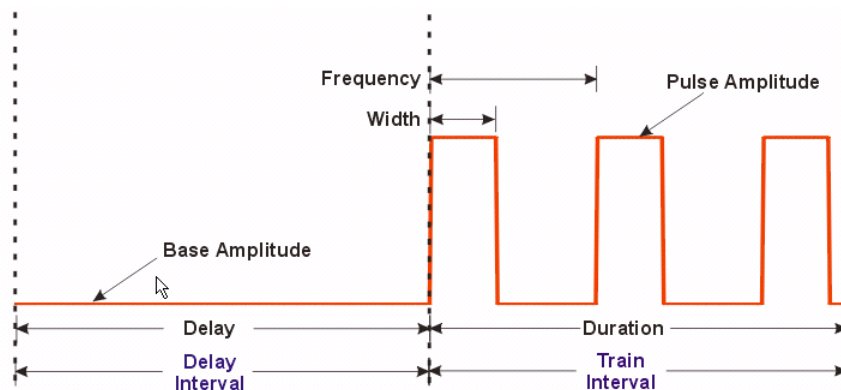 Frequency
Pulse Amplitude
Width
Base Amplitude
Delay
Duration
Delay
Interval
Train
Interval